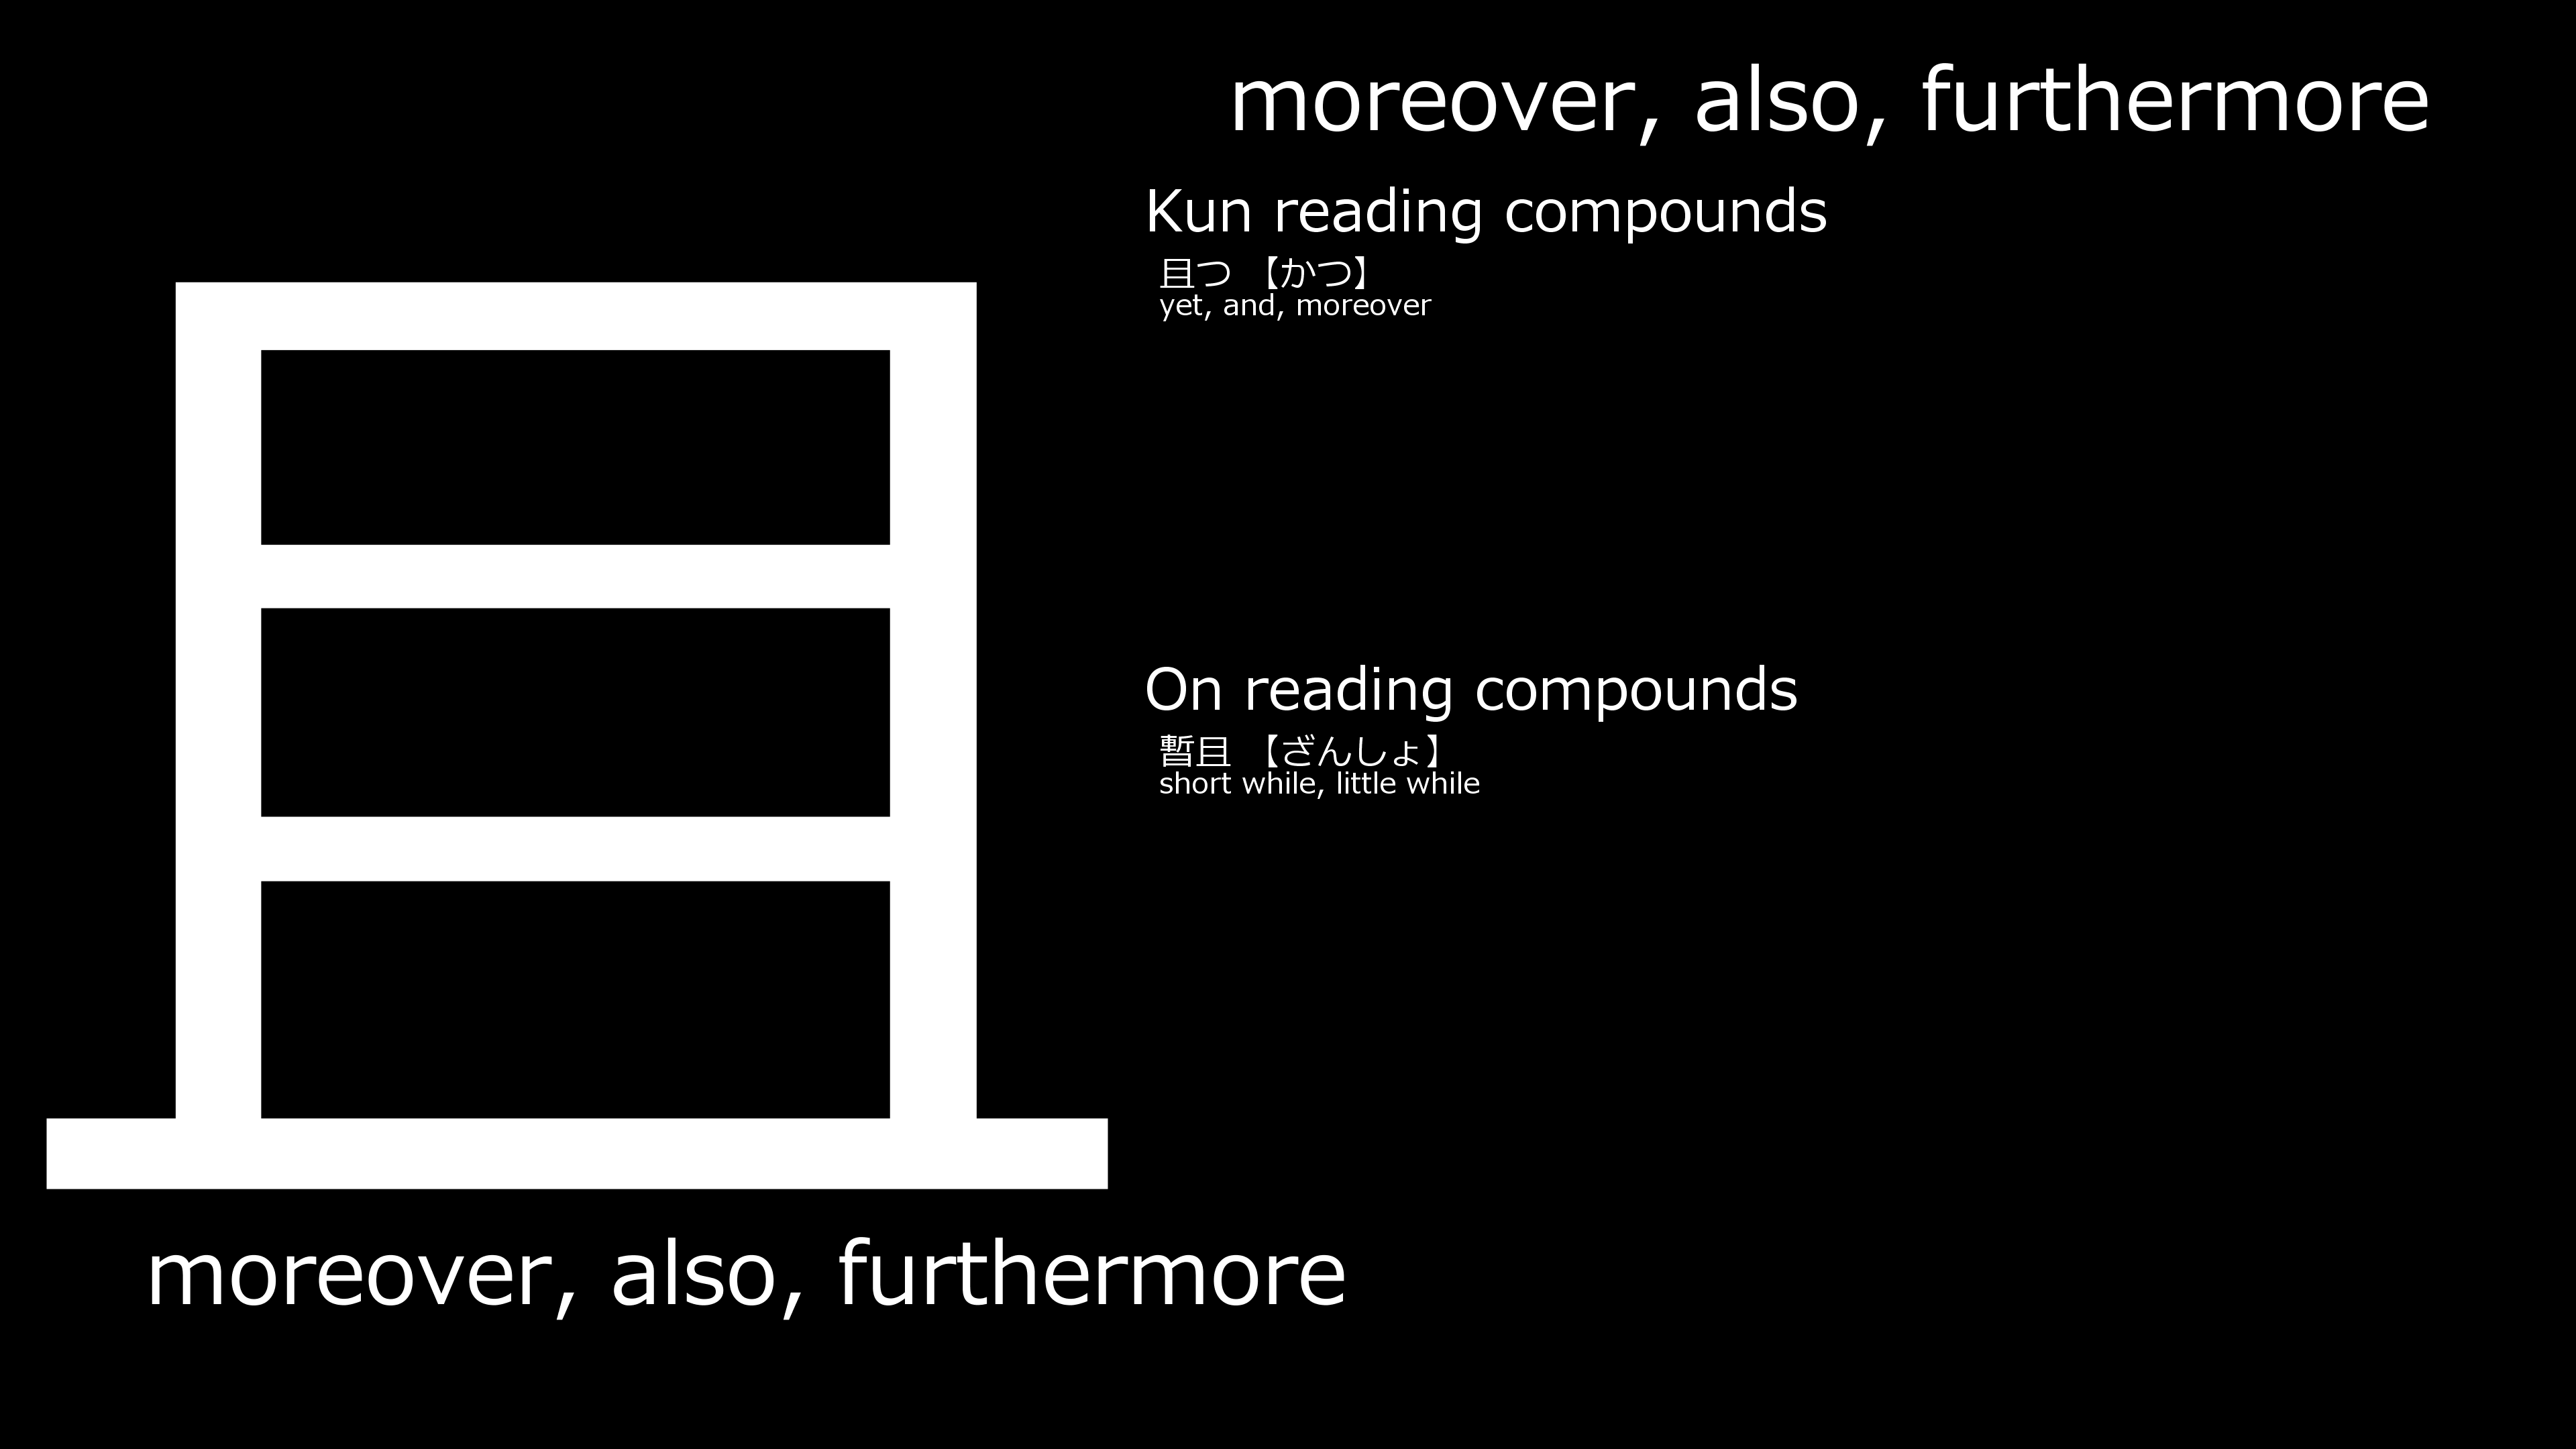 且
moreover, also, furthermore
moreover, also, furthermore
Kun reading compounds
且つ 【かつ】
yet, and, moreover
On reading compounds
暫且 【ざんしょ】
short while, little while